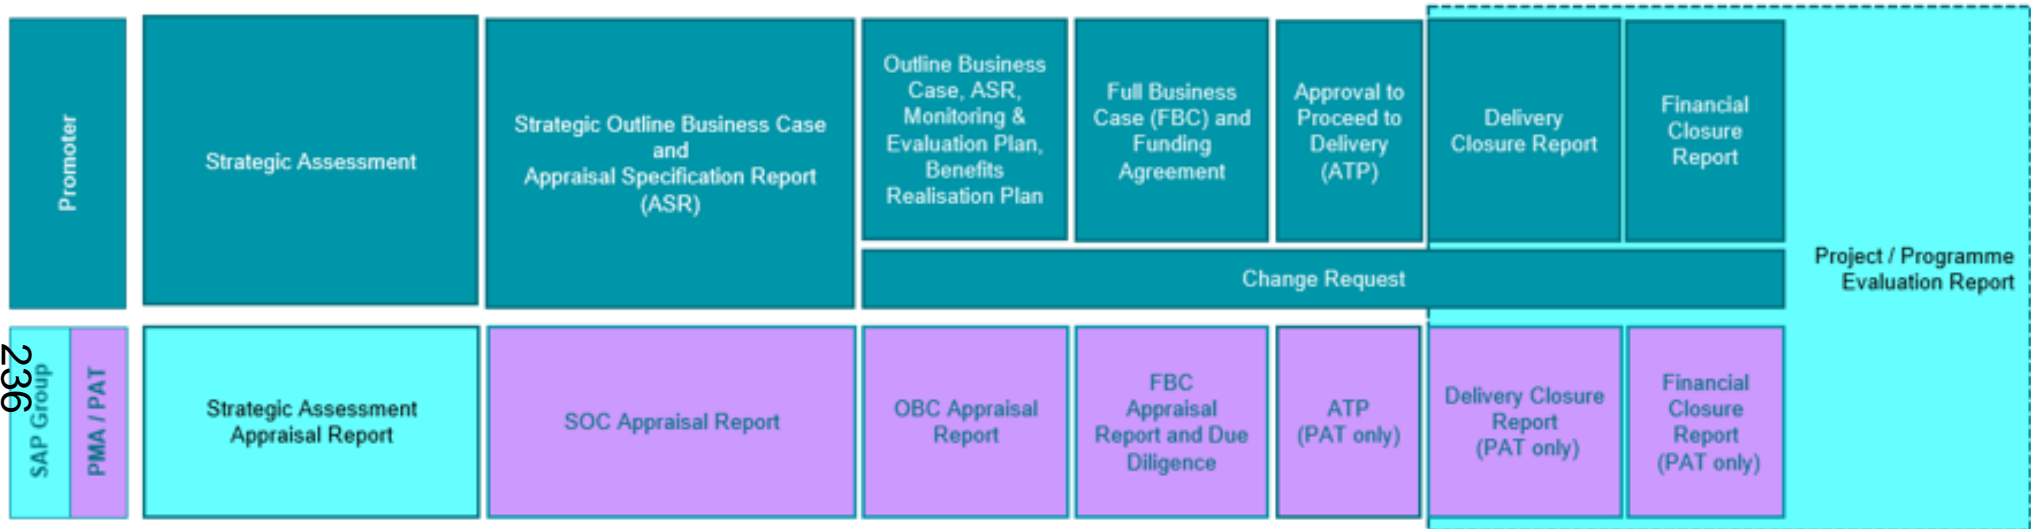 Promoter
Strategic Assessment
Strategic Outline Business Case
and
Appraisal Specification Report
(ASR)
Outline Business
Case, ASR,
Monitoring &
Evaluation Plan,
Benefits
Realisation Plan
Full Business
Case (FBC) and
Funding
Agreement
Approval to
Proceed to
Delivery
(ATP)
Delivery
Closure Report
Financial
Closure
Report
Change Request
Project / Programme
Evaluation Report
236
SAP Group
PMA / PAT
Strategic Assessment
Appraisal Report
SOC Appraisal Report
OBC Appraisal
Report
FBC
Appraisal
Report and Due
Diligence
ATP
(PAT only)
Delivery Closure
Report
(PAT only)
Financial
Closure
Report
(PAT only)